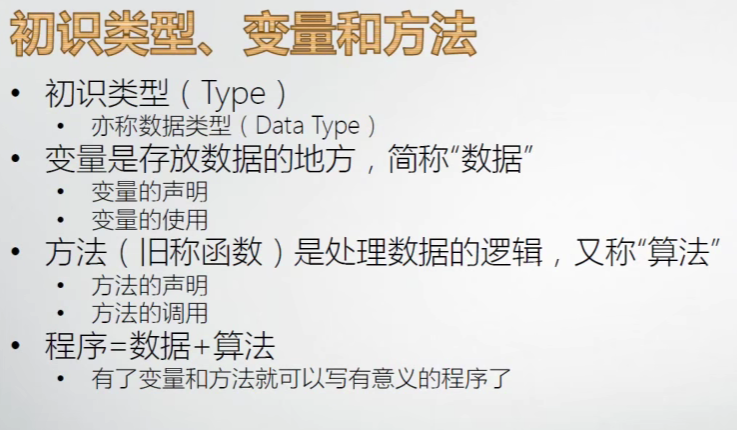 初识类型、变量和方法
• 初识类型（Type）
• 亦称数据类型（Data Type）
• 变量是存放数据的地方，简称“数据”
• 变量的声明
• 变量的使用
• 方法（旧称函数）是处理数据的逻辑，又称“算法”
• 方法的声明
• 方法的调用
• 程序=数据+算法
• 有了变量和方法就可以写有意义的程序了